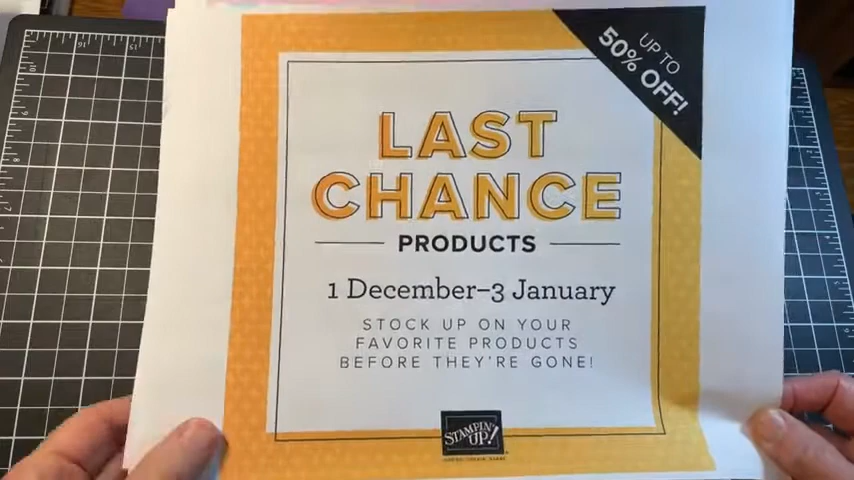 UP TO
50% OFF!
LAST
CHANCE
PRODUCTS
1 December–3 January
STOCK UP ON YOUR
FAVORITE PRODUCTS
BEFORE THEY'RE GONE!
STAMPIN' UP!